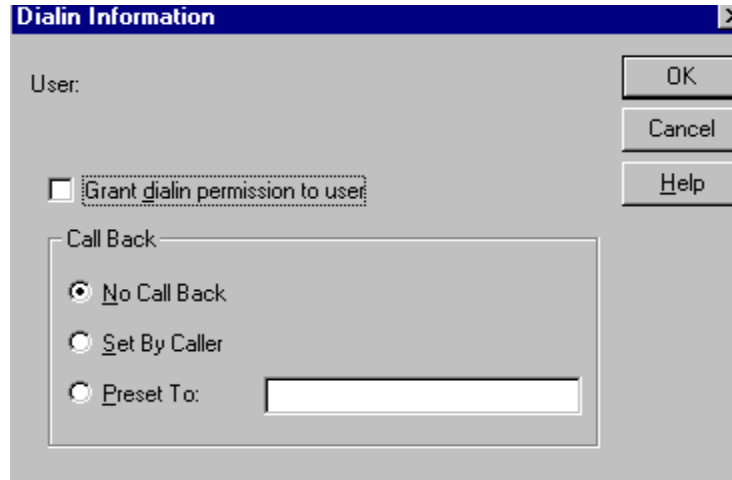 Dialin Information
User:
OK
Cancel
Help
Grant dialin permission to user
Call Back
No Call Back
Set By Caller
Preset To: